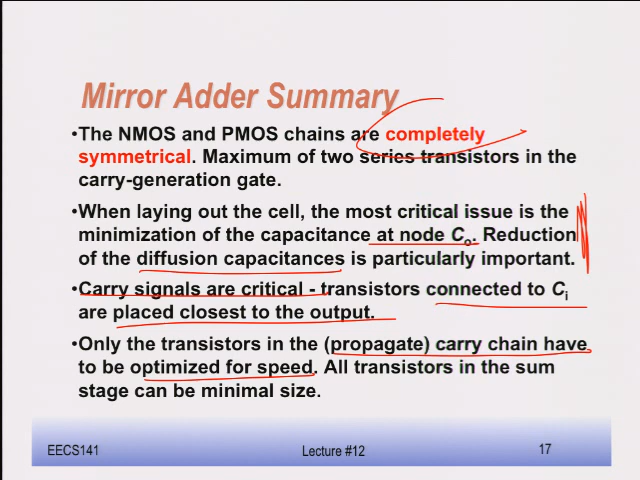 Mirror Adder Summary
•The NMOS and PMOS chains are completely
symmetrical. Maximum of two series transistors in the
carry-generation gate.
•When laying out the cell, the most critical issue is the
minimization of the capacitance at node Co. Reduction
of the diffusion capacitances is particularly important.
•Carry signals are critical - transistors connected to Ci
are placed closest to the output.
•Only the transistors in the (propagate) carry chain have
to be optimized for speed. All transistors in the sum
stage can be minimal size.
EECS141 Lecture #12 17